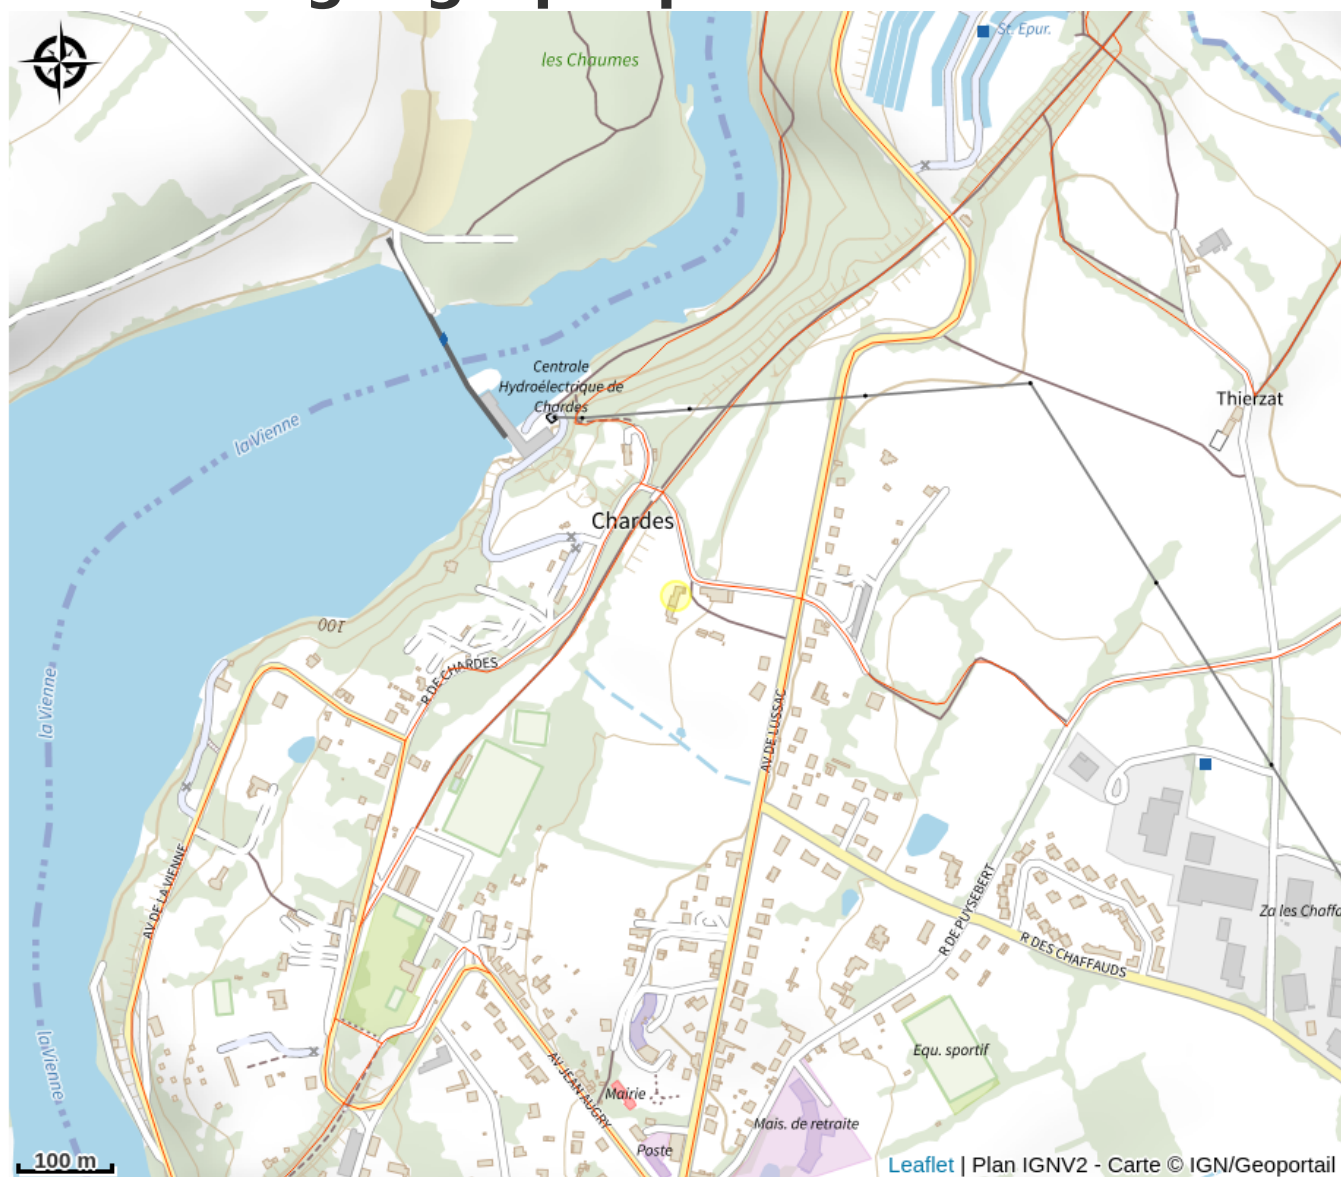 les Chaumes
St. Epur.
Centrale
Hydroélectrique de
Chardes
la Vienne
Thierzat
Chardes
100
R DE CHARDES
la Vienne
AV DE LUSSAC
AV DE LA VIENNE
R DE PUYSEBERT
Za les Chaffa
R DES CHAFFAUDS
la Vienne
Equ. sportif
AV JEAN AUGRY
Mairie
Mais. de retraite
Poste
100 m
Leaflet | Plan IGNV2 - Carte © IGN/Geoportail